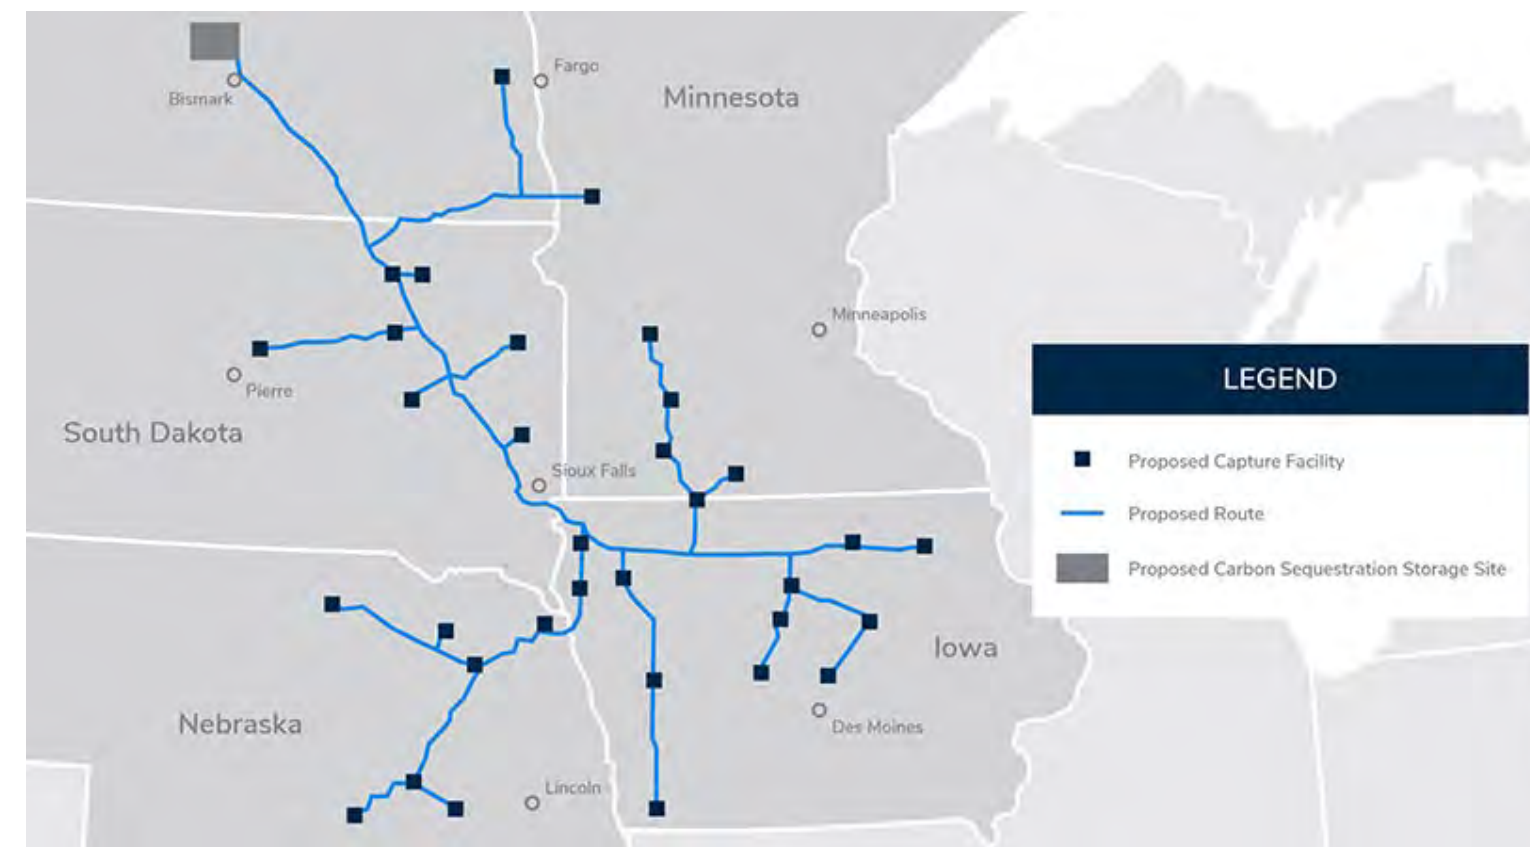 Fargo
Minnesota
Bismark
Minneapolis
LEGEND
Pierre
South Dakota
Proposed Capture Facility
Sioux Falls
Proposed Route
Proposed Carbon Sequestration Storage Site
Iowa
Nebraska
Des Moines
Lincoln